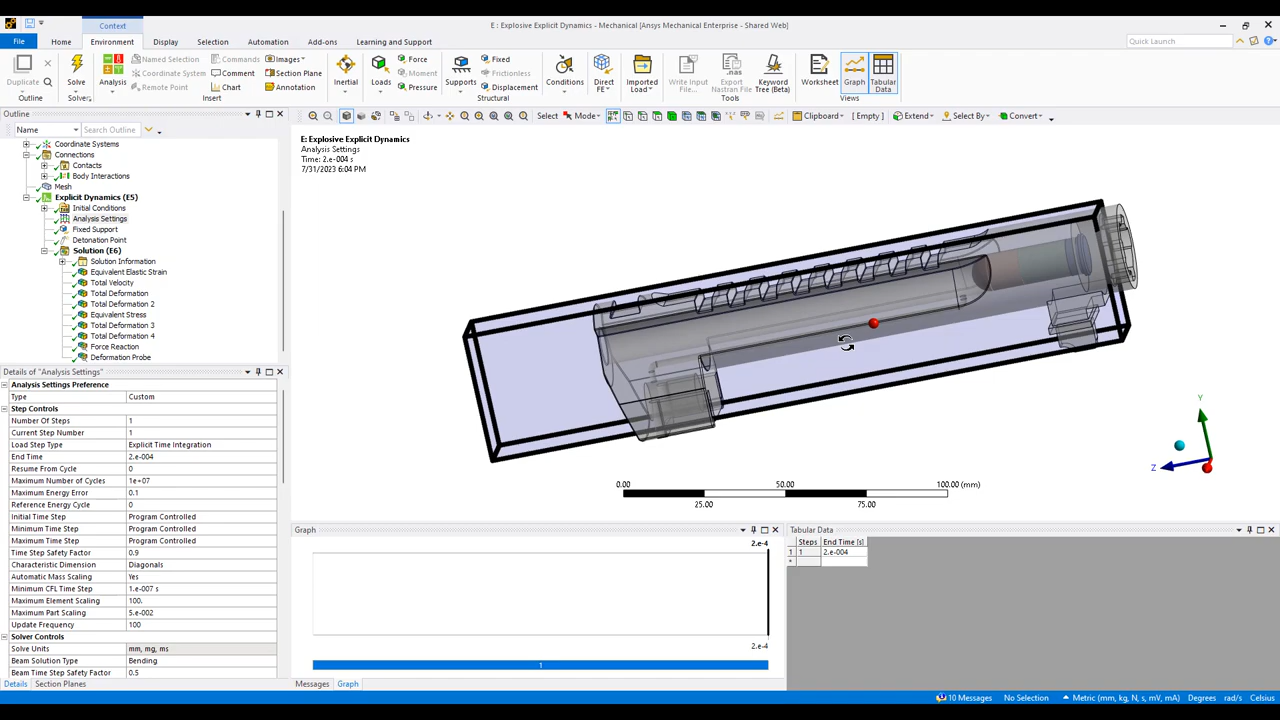 E : Explosive Explicit Dynamics - Mechanical [Ansys Mechanical Enterprise - Shared Web]
Context
File Home Environment Display Selection Automation Add-ons Learning and Support Quick Launch
Duplicate Solve Analysis Named Selection Coordinate System Remote Point Commands Comment Chart Images Section Plane Annotation Inertial Loads Force Moment Pressure Supports Fixed Frictionless Displacement Conditions Direct FE Imported Load Write Input File... Export Nastran File Keyword Tree (Beta) Worksheet Graph Tabular Data
Outline Solver Insert Structural Tools Views
Select Mode Clipboard [ Empty ] Extend Select By Convert
Outline
Name Search Outline
Coordinate Systems
Connections
Contacts
Body Interactions
Mesh
Explicit Dynamics (E5)
Initial Conditions
Analysis Settings
Fixed Support
Detonation Point
Solution (E6)
Solution Information
Equivalent Elastic Strain
Total Velocity
Total Deformation
Total Deformation 2
Equivalent Stress
Total Deformation 3
Total Deformation 4
Force Reaction
Deformation Probe
Details of "Analysis Settings"
Analysis Settings Preference
Type Custom
Step Controls
Number Of Steps 1
Current Step Number 1
Load Step Type Explicit Time Integration
End Time 2.e-004
Resume From Cycle 0
Maximum Number of Cycles 1e+07
Maximum Energy Error 0.1
Reference Energy Cycle 0
Initial Time Step Program Controlled
Minimum Time Step Program Controlled
Maximum Time Step Program Controlled
Time Step Safety Factor 0.9
Characteristic Dimension Diagonals
Automatic Mass Scaling Yes
Minimum CFL Time Step 1.e-007 s
Maximum Element Scaling 100.
Maximum Part Scaling 5.e-002
Update Frequency 100
Solver Controls
Solve Units mm, mg, ms
Beam Solution Type Bending
Beam Time Step Safety Factor 0.5
Details Section Planes
E: Explosive Explicit Dynamics
Analysis Settings
Time: 2.e-004 s
7/31/2023 6:04 PM
Y
Z
0.00 50.00 100.00 (mm)
25.00 75.00
Graph
2.e-4
2.e-4
1
Messages Graph
Tabular Data
Steps End Time [s]
1 1 2.e-004
*
10 Messages No Selection Metric (mm, kg, N, s, mV, mA) Degrees rad/s Celsius